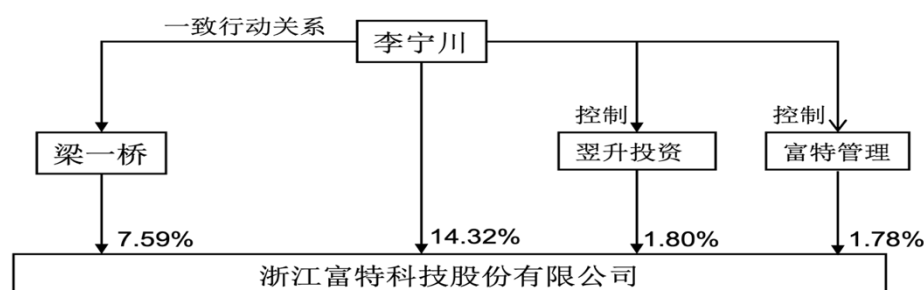 一致行动关系
李宁川
控制
控制
梁一桥
翌升投资
富特管理
7.59%
14.32%
1.80%
1.78%
浙江富特科技股份有限公司